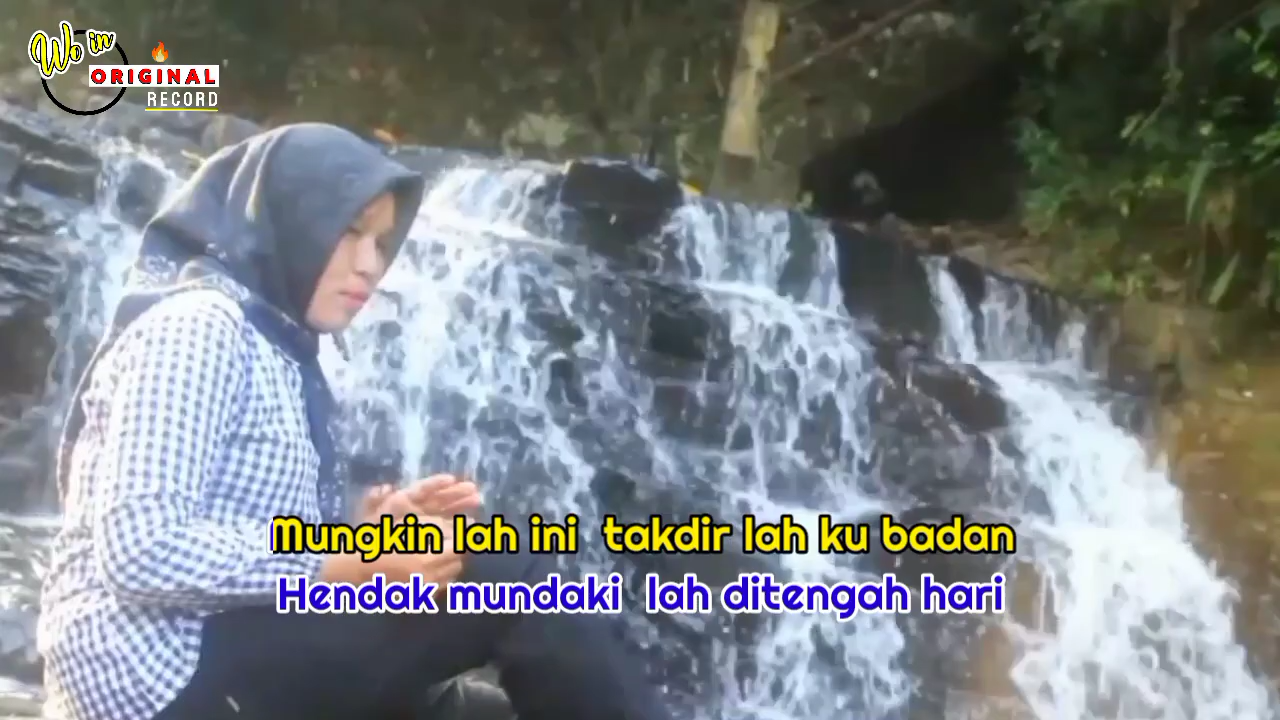 Wo in
ORIGINAL
RECORD
Mungkin lah ini takdir lah ku badan
Hendak mundaki lah ditengah hari